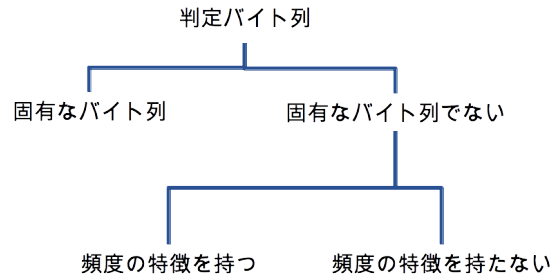 判定バイト列
固有なバイト列
固有なバイト列でない
頻度の特徴を持つ
頻度の特徴を持たない